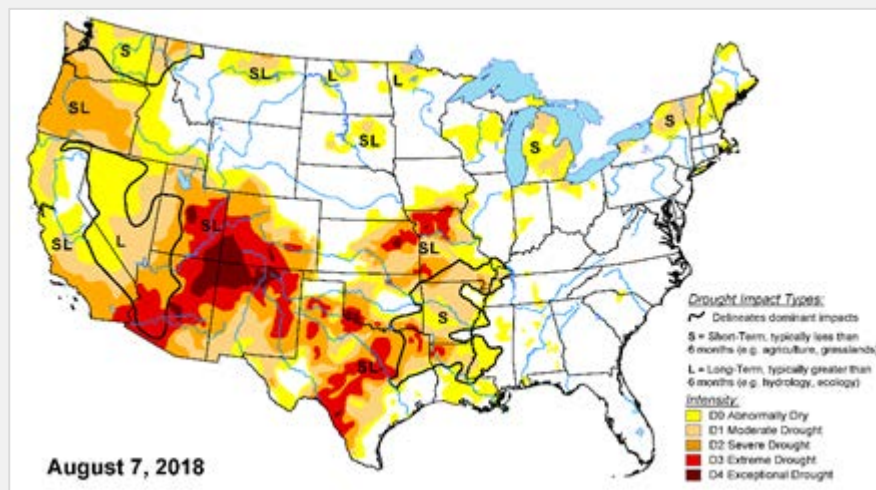 S
SL
L
L
S
SL
SL
S
SL
SL
L
SL
S
SL
Drought Impact Types:
Delineates dominant impacts
S = Short-Term, typically less than
6 months (e.g. agriculture, grasslands)
L = Long-Term, typically greater than
6 months (e.g. hydrology, ecology)
Intensity:
D0 Abnormally Dry
D1 Moderate Drought
D2 Severe Drought
D3 Extreme Drought
D4 Exceptional Drought
August 7, 2018